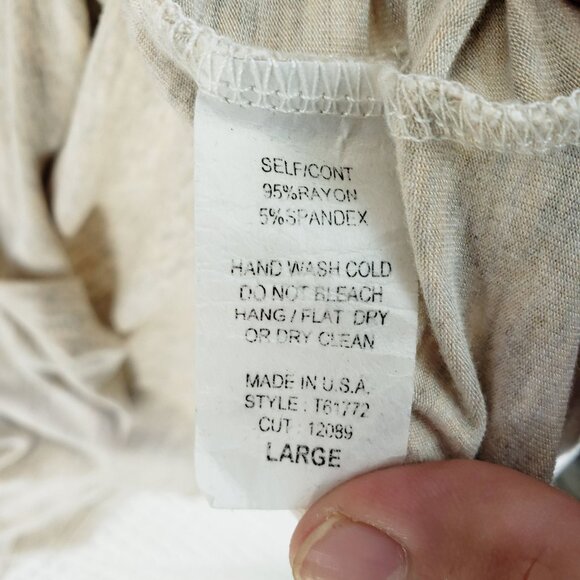 SELF/CONT
95%RAYON
5%SPANDEX
HAND WASH COLD
DO NOT BLEACH
HANG / FLAT DPY
OR DRY CLEAN
MADE IN U.S.A.
STYLE : T61772
CUT : 12089
LARGE